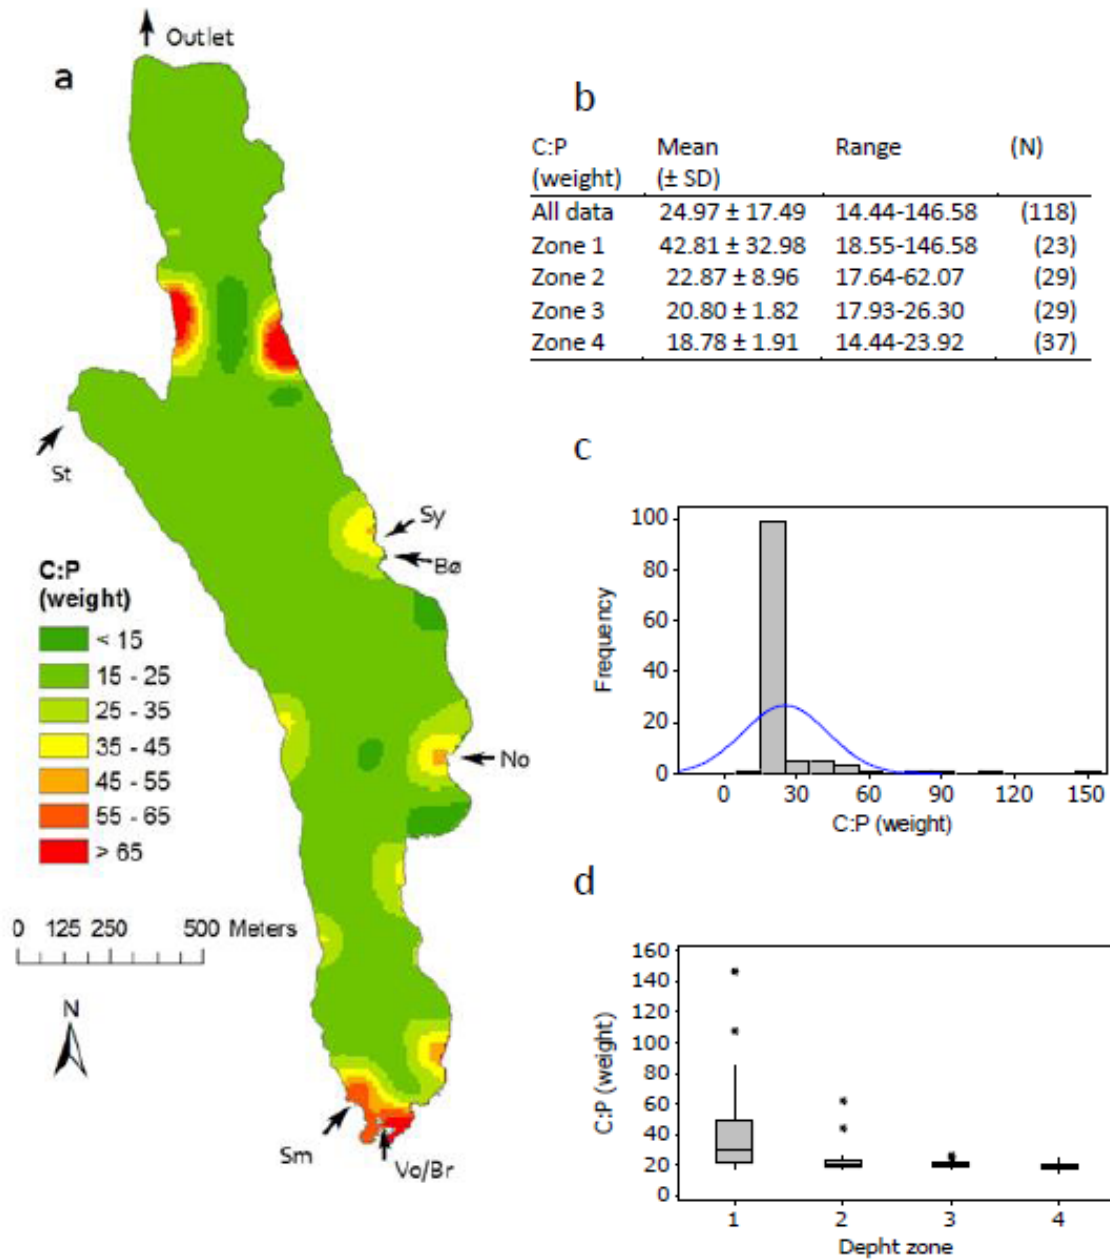 Outlet
a
St
Sy
Bø
No
Sm
Vo/Br
C:P
(weight)
< 15
15 - 25
25 - 35
35 - 45
45 - 55
55 - 65
> 65
0 125 250 500 Meters
N
b
C:P Mean Range (N)
(weight) (± SD)
All data 24.97 ± 17.49 14.44-146.58 (118)
Zone 1 42.81 ± 32.98 18.55-146.58 (23)
Zone 2 22.87 ± 8.96 17.64-62.07 (29)
Zone 3 20.80 ± 1.82 17.93-26.30 (29)
Zone 4 18.78 ± 1.91 14.44-23.92 (37)
c
Frequency
100
80
60
40
20
0
0 30 60 90 120 150
C:P (weight)
d
C:P (weight)
160
140
120
100
80
60
40
20
0
1 2 3 4
Depht zone